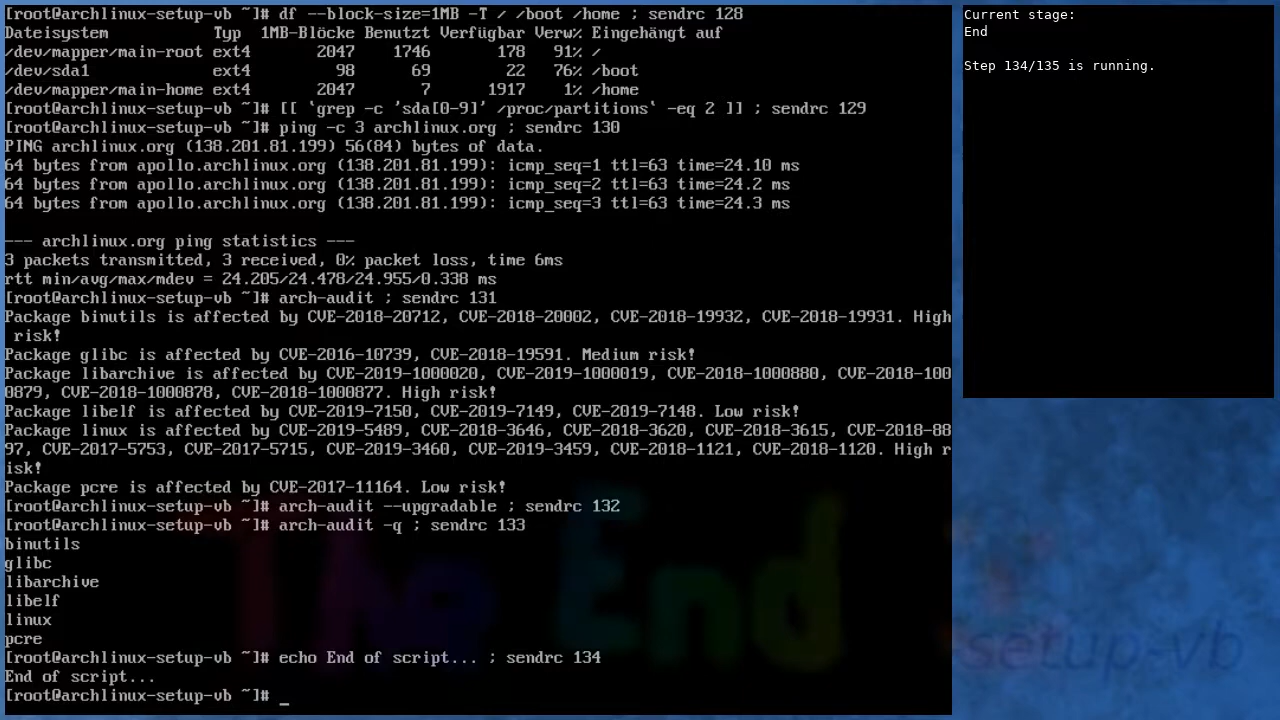 [root@archlinux-setup-vb ~]# df --block-size=1MB -T / /boot /home ; sendrc 128
Dateisystem           Typ  1MB-Blöcke Benutzt Verfügbar Verw% Eingehängt auf
/dev/mapper/main-root ext4       2047    1746       178   91% /
/dev/sda1             ext4         98      69        22   76% /boot
/dev/mapper/main-home ext4       2047       7      1917    1% /home
[root@archlinux-setup-vb ~]# [[ `grep -c 'sda[0-9]' /proc/partitions` -eq 2 ]] ; sendrc 129
[root@archlinux-setup-vb ~]# ping -c 3 archlinux.org ; sendrc 130
PING archlinux.org (138.201.81.199) 56(84) bytes of data.
64 bytes from apollo.archlinux.org (138.201.81.199): icmp_seq=1 ttl=63 time=24.10 ms
64 bytes from apollo.archlinux.org (138.201.81.199): icmp_seq=2 ttl=63 time=24.2 ms
64 bytes from apollo.archlinux.org (138.201.81.199): icmp_seq=3 ttl=63 time=24.3 ms

--- archlinux.org ping statistics ---
3 packets transmitted, 3 received, 0% packet loss, time 6ms
rtt min/avg/max/mdev = 24.205/24.478/24.955/0.338 ms
[root@archlinux-setup-vb ~]# arch-audit ; sendrc 131
Package binutils is affected by CVE-2018-20712, CVE-2018-20002, CVE-2018-19932, CVE-2018-19931. High
 risk!
Package glibc is affected by CVE-2016-10739, CVE-2018-19591. Medium risk!
Package libarchive is affected by CVE-2019-1000020, CVE-2019-1000019, CVE-2018-1000880, CVE-2018-100
0879, CVE-2018-1000878, CVE-2018-1000877. High risk!
Package libelf is affected by CVE-2019-7150, CVE-2019-7149, CVE-2019-7148. Low risk!
Package linux is affected by CVE-2019-5489, CVE-2018-3646, CVE-2018-3620, CVE-2018-3615, CVE-2018-88
97, CVE-2017-5753, CVE-2017-5715, CVE-2019-3460, CVE-2019-3459, CVE-2018-1121, CVE-2018-1120. High r
isk!
Package pcre is affected by CVE-2017-11164. Low risk!
[root@archlinux-setup-vb ~]# arch-audit --upgradable ; sendrc 132
[root@archlinux-setup-vb ~]# arch-audit -q ; sendrc 133
binutils
glibc
libarchive
libelf
linux
pcre
[root@archlinux-setup-vb ~]# echo End of script... ; sendrc 134
End of script...
[root@archlinux-setup-vb ~]# _
Current stage:
End
Step 134/135 is running.
The End
setup-vb